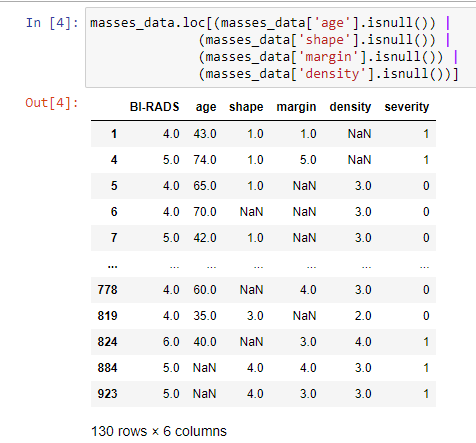 In [4]: masses_data.loc[(masses_data['age'].isnull()) |
(masses_data['shape'].isnull()) |
(masses_data['margin'].isnull()) |
(masses_data['density'].isnull())]
Out[4]:
BI-RADS age shape margin density severity
1 4.0 43.0 1.0 1.0 NaN 1
4 5.0 74.0 1.0 5.0 NaN 1
5 4.0 65.0 1.0 NaN 3.0 0
6 4.0 70.0 NaN NaN 3.0 0
7 5.0 42.0 1.0 NaN 3.0 0
... ... ... ... ... ... ...
778 4.0 60.0 NaN 4.0 3.0 0
819 4.0 35.0 3.0 NaN 2.0 0
824 6.0 40.0 NaN 3.0 4.0 1
884 5.0 NaN 4.0 4.0 3.0 1
923 5.0 NaN 4.0 3.0 3.0 1
130 rows × 6 columns